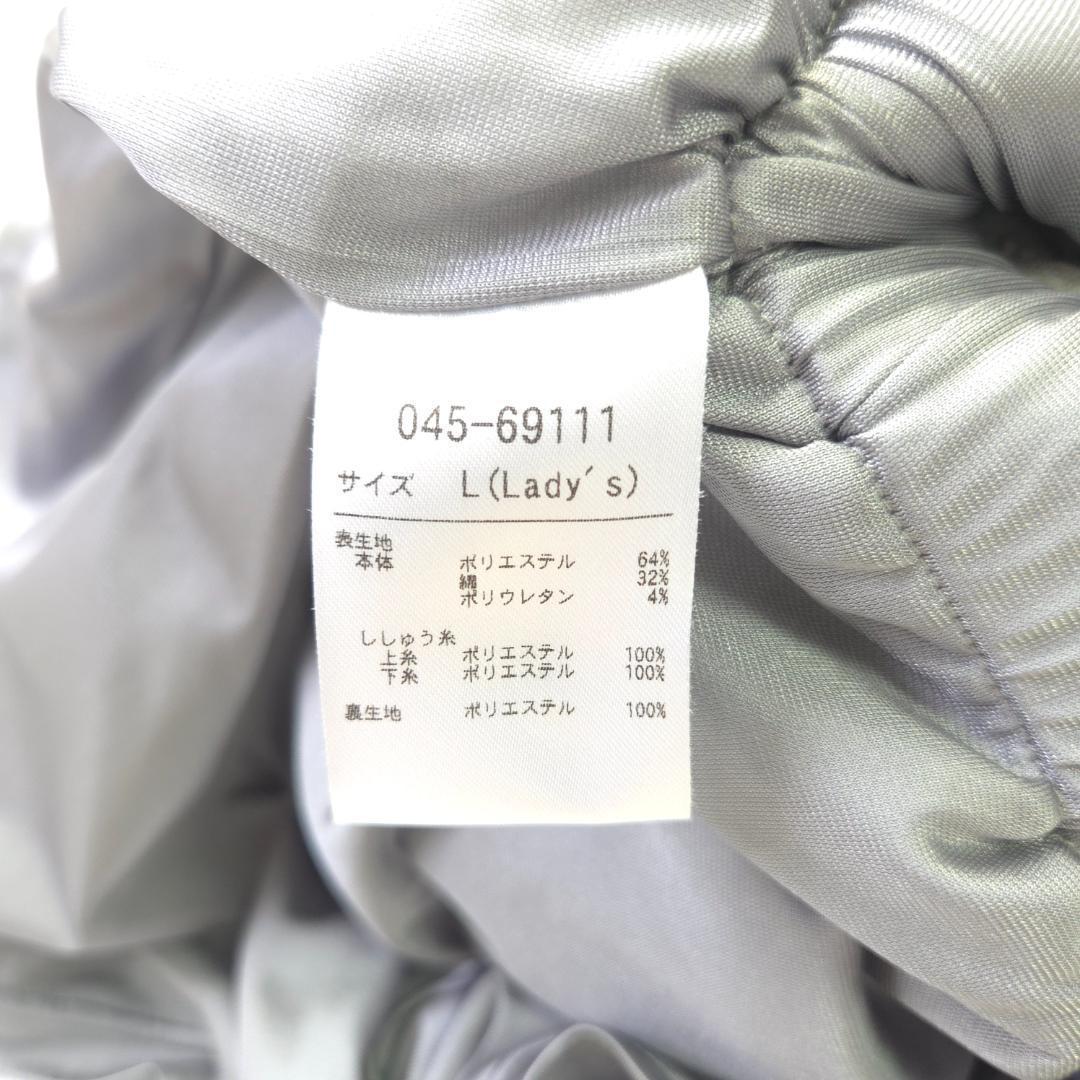 045-69111
サイズ L(Lady's)
表生地
本体 ポリエステル 64%
綿 32%
ポリウレタン 4%
ししゅう糸
上糸 ポリエステル 100%
下糸 ポリエステル 100%
裏生地 ポリエステル 100%